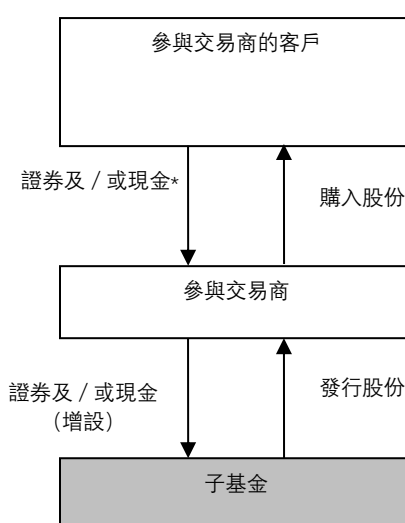 參與交易商的客戶
證券及 / 或現金*
購入股份
參與交易商
證券及 / 或現金
（增設）
發行股份
子基金